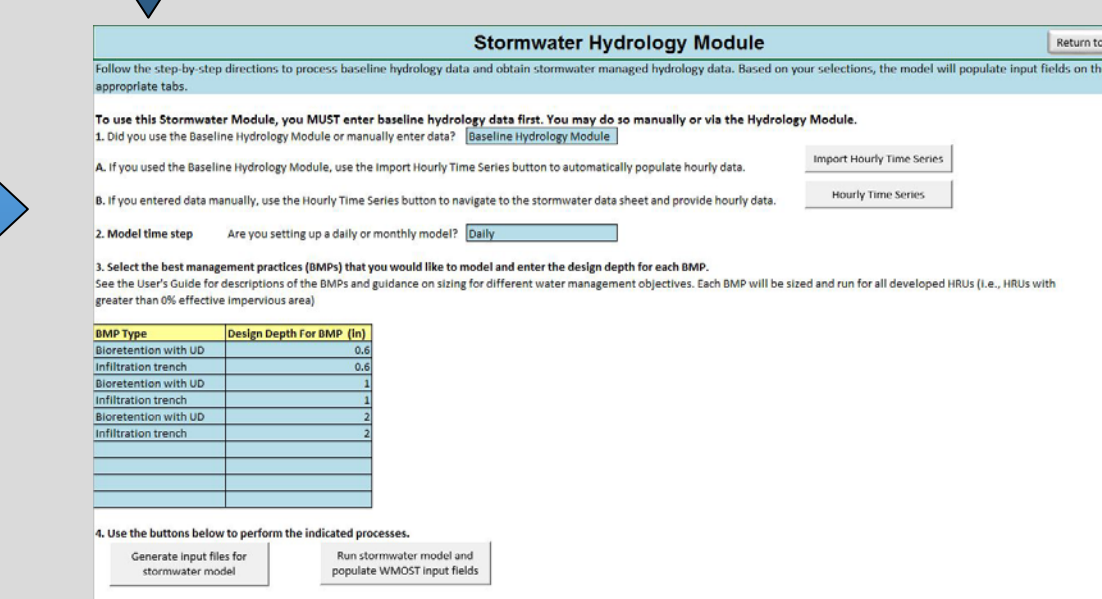 Stormwater Hydrology Module
Return to
Follow the step-by-step directions to process baseline hydrology data and obtain stormwater managed hydrology data. Based on your selections, the model will populate input fields on th
appropriate tabs.
To use this Stormwater Module, you MUST enter baseline hydrology data first. You may do so manually or via the Hydrology Module.
1. Did you use the Baseline Hydrology Module or manually enter data? Baseline Hydrology Module
A. If you used the Baseline Hydrology Module, use the Import Hourly Time Series button to automatically populate hourly data. Import Hourly Time Series
B. If you entered data manually, use the Hourly Time Series button to navigate to the stormwater data sheet and provide hourly data. Hourly Time Series
2. Model time step Are you setting up a daily or monthly model? Daily
3. Select the best management practices (BMPs) that you would like to model and enter the design depth for each BMP.
See the User's Guide for descriptions of the BMPs and guidance on sizing for different water management objectives. Each BMP will be sized and run for all developed HRUs (i.e., HRUs with
greater than 0% effective impervious area)
BMP Type Design Depth For BMP (in)
Bioretention with UD 0.6
Infiltration trench 0.6
Bioretention with UD 1
Infiltration trench 1
Bioretention with UD 2
Infiltration trench 2
4. Use the buttons below to perform the indicated processes.
Generate input files for
stormwater model
Run stormwater model and
populate WMOST input fields